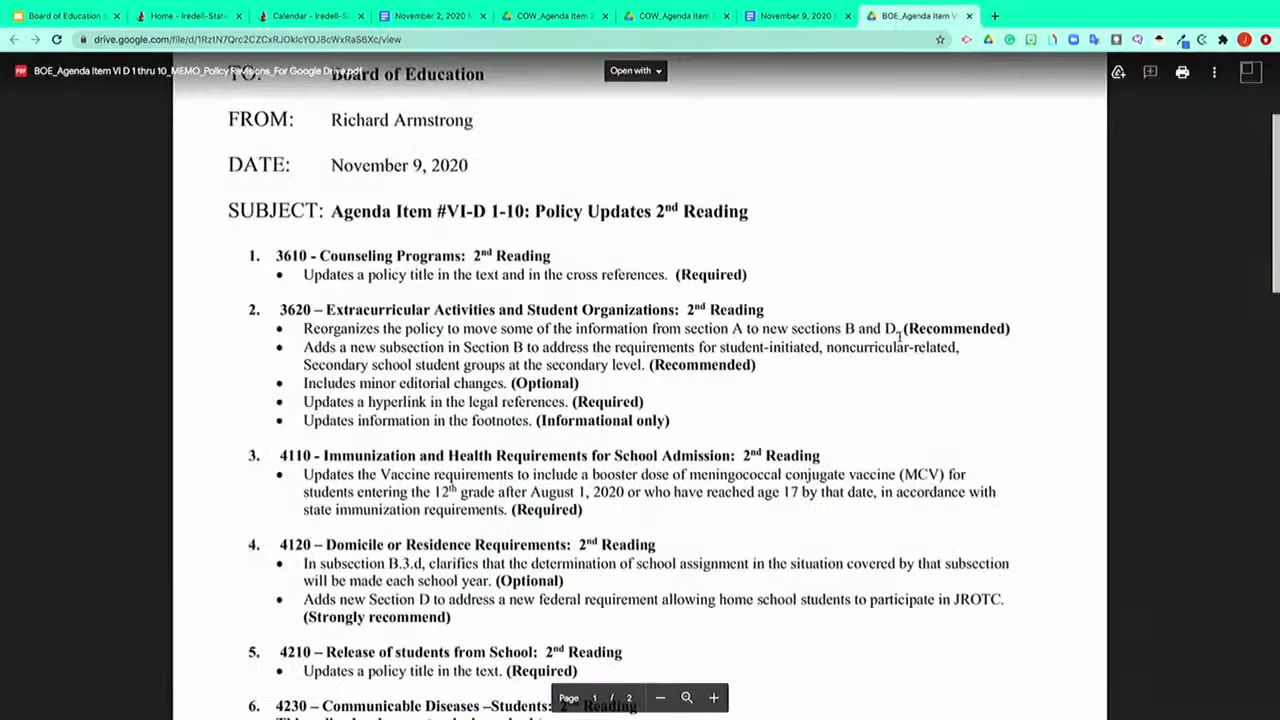 Board of Education
Home - Iredell-State
Calendar - Iredell-St
November 2, 2020 M
COW_Agenda Item 2
COW_Agenda Item 1
November 9, 2020
BOE_Agenda Item VI
drive.google.com/file/d/1RztN7Qrc2CZCxRJOklcYOJ8cWxRaS6Xc/view
BOE_Agenda Item VI D 1 thru 10_MEMO_Policy Revisions_For Google Drive.pdf
Open with
TO: Board of Education
FROM: Richard Armstrong
DATE: November 9, 2020
SUBJECT: Agenda Item #VI-D 1-10: Policy Updates 2nd Reading
1. 3610 - Counseling Programs: 2nd Reading
• Updates a policy title in the text and in the cross references. (Required)
2. 3620 – Extracurricular Activities and Student Organizations: 2nd Reading
• Reorganizes the policy to move some of the information from section A to new sections B and D. (Recommended)
• Adds a new subsection in Section B to address the requirements for student-initiated, noncurricular-related,
Secondary school student groups at the secondary level. (Recommended)
• Includes minor editorial changes. (Optional)
• Updates a hyperlink in the legal references. (Required)
• Updates information in the footnotes. (Informational only)
3. 4110 - Immunization and Health Requirements for School Admission: 2nd Reading
• Updates the Vaccine requirements to include a booster dose of meningococcal conjugate vaccine (MCV) for
students entering the 12th grade after August 1, 2020 or who have reached age 17 by that date, in accordance with
state immunization requirements. (Required)
4. 4120 – Domicile or Residence Requirements: 2nd Reading
• In subsection B.3.d, clarifies that the determination of school assignment in the situation covered by that subsection
will be made each school year. (Optional)
• Adds new Section D to address a new federal requirement allowing home school students to participate in JROTC.
(Strongly recommend)
5. 4210 – Release of students from School: 2nd Reading
• Updates a policy title in the text. (Required)
6. 4230 – Communicable Diseases –Students: 2nd Reading
Page 1 / 2